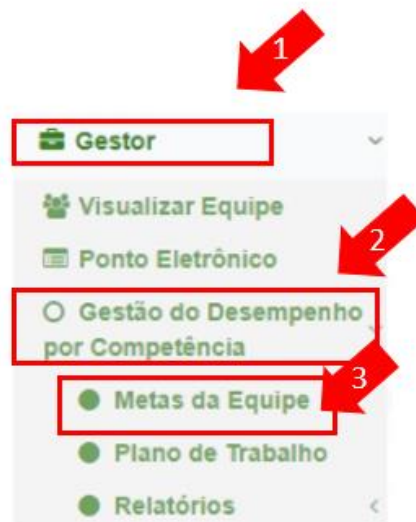 1
Gestor
Visualizar Equipe
2
Ponto Eletrônico
Gestão do Desempenho
por Competência
3
Metas da Equipe
Plano de Trabalho
Relatórios